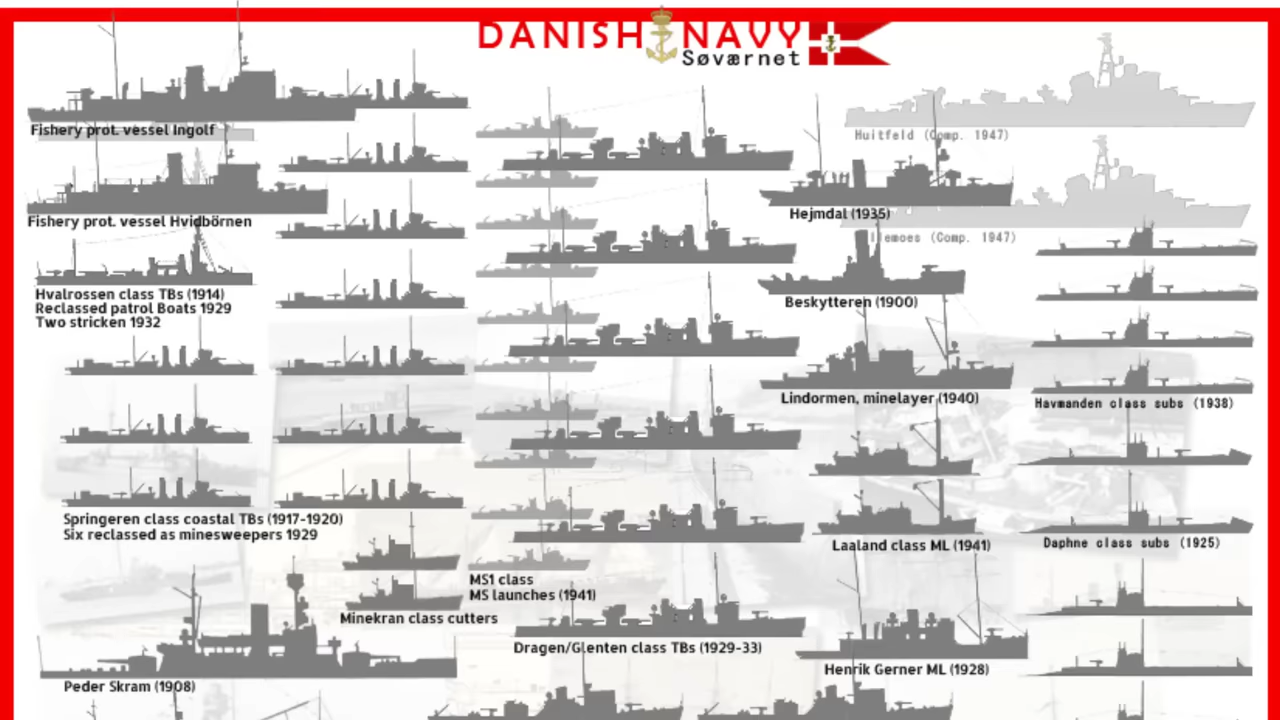 DANISH NAVY
Søværnet
Fishery prot. vessel Ingolf
Huitfeld (Comp. 1947)
Fishery prot. vessel Hvidbörnen
Hejmdal (1935)
lemoes (Comp. 1947)
Hvalrossen class TBs (1914)
Reclassed patrol Boats 1929
Two stricken 1932
Beskytteren (1900)
Lindormen, minelayer (1940)
Havmanden class subs (1938)
Springeren class coastal TBs (1917-1920)
Six reclassed as minesweepers 1929
Laaland class ML (1941)
Daphne class subs (1925)
MS1 class
MS launches (1941)
Minekran class cutters
Dragen/Glenten class TBs (1929-33)
Henrik Gerner ML (1928)
Peder Skram (1908)